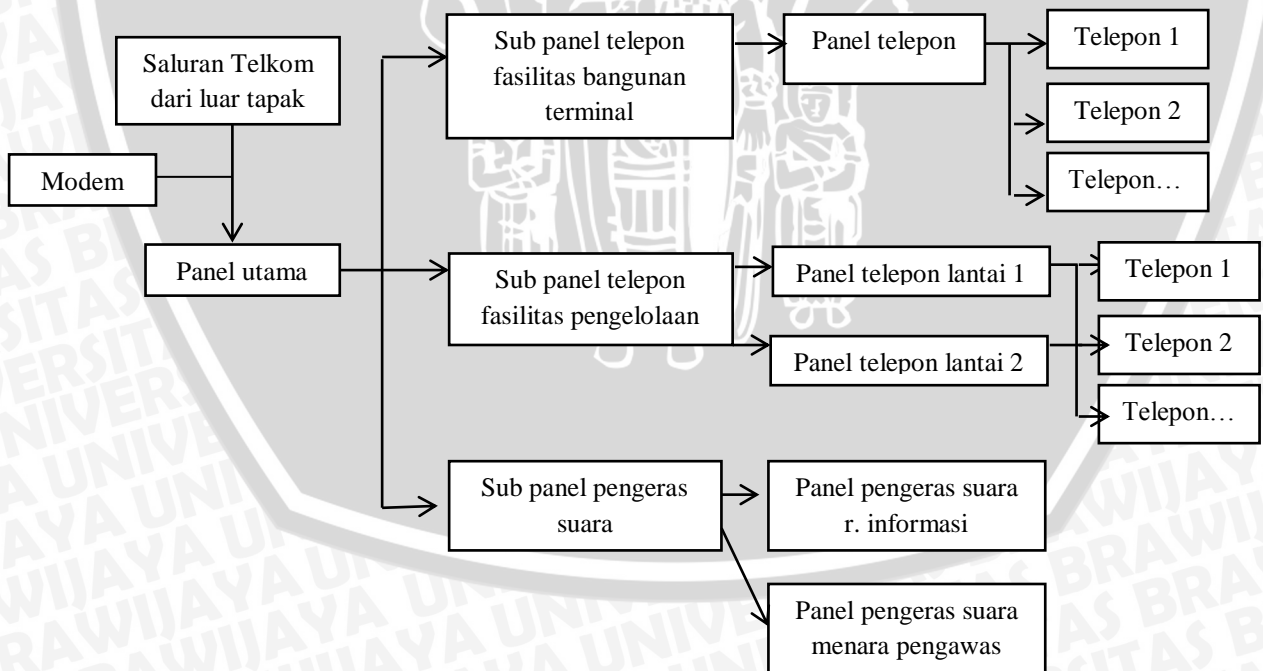 Saluran Telkom
dari luar tapak
Modem
Panel utama
Sub panel telepon
fasilitas bangunan
terminal
Panel telepon
Telepon 1
Telepon 2
Telepon…
Sub panel telepon
fasilitas pengelolaan
Panel telepon lantai 1
Panel telepon lantai 2
Telepon 1
Telepon 2
Telepon…
Sub panel pengeras
suara
Panel pengeras suara
r. informasi
Panel pengeras suara
menara pengawas